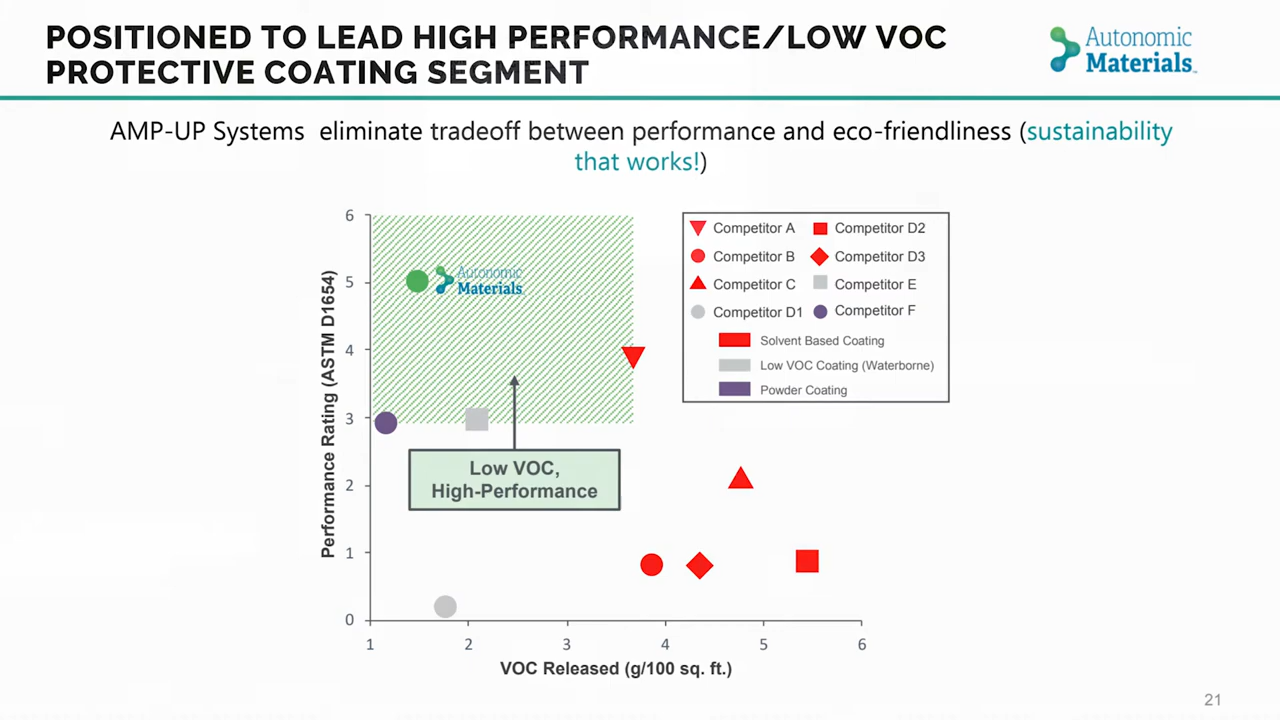 POSITIONED TO LEAD HIGH PERFORMANCE/LOW VOC
PROTECTIVE COATING SEGMENT
Autonomic
Materials™
AMP-UP Systems eliminate tradeoff between performance and eco-friendliness (sustainability
that works!)
Performance Rating (ASTM D1654)
6
5
4
3
2
1
0
Autonomic
Materials
Low VOC,
High-Performance
Competitor A
Competitor D2
Competitor B
Competitor D3
Competitor C
Competitor E
Competitor D1
Competitor F
Solvent Based Coating
Low VOC Coating (Waterborne)
Powder Coating
1
2
3
4
5
6
VOC Released (g/100 sq. ft.)
21